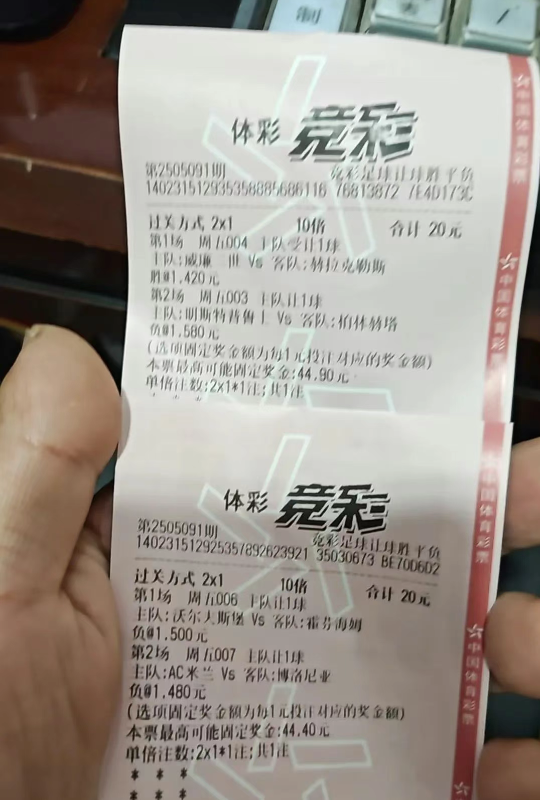 制
体彩 竞彩
第2505091期 竞彩足球让球胜平负
140231512935358885686116 76813872 7E4D173C
过关方式 2x1 10倍 合计 20元
第1场 周五004 主队受让1球
主队:威廉二世 Vs 客队:赫拉克勒斯
胜@1.420元
第2场 周五003 主队让1球
主队:明斯特普鲁士 Vs 客队:柏林赫塔
负@1.580元
(选项固定奖金额为每1元投注对应的奖金额)
本票最高可能固定奖金:44.90元
单倍注数:2x1*1注;共1注
体彩 竞彩
第2505091期 竞彩足球让球胜平负
140231512925357892623921 35030673 BE70D6D2
过关方式 2x1 10倍 合计 20元
第1场 周五006 主队让1球
主队:沃尔夫斯堡 Vs 客队:霍芬海姆
负@1.500元
第2场 周五007 主队让1球
主队:AC米兰 Vs 客队:博洛尼亚
负@1.480元
(选项固定奖金额为每1元投注对应的奖金额)
本票最高可能固定奖金:44.40元
单倍注数:2x1*1注;共1注
* * *
* * *
中国体育彩票
中国体育彩票
中国体育彩票
中国体育彩票